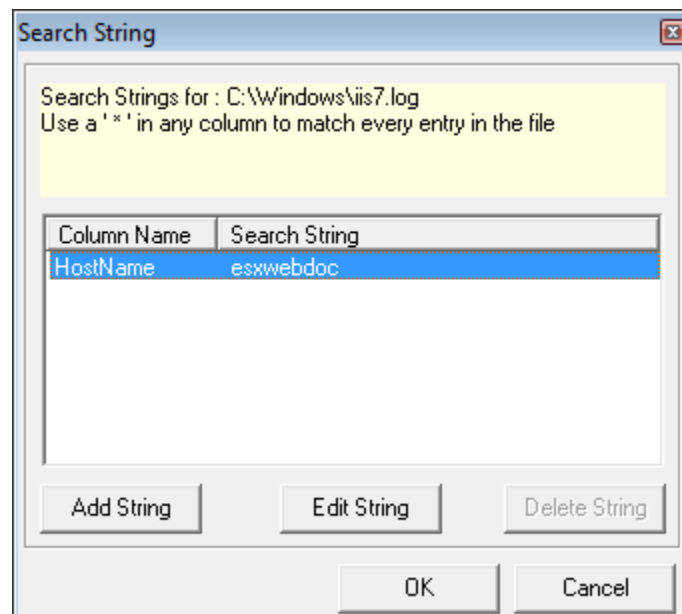 Search String
Search Strings for : C:\Windows\iis7.log
Use a ' * ' in any column to match every entry in the file
Column Name Search String
HostName esxwebdoc
Add String Edit String Delete String
OK Cancel